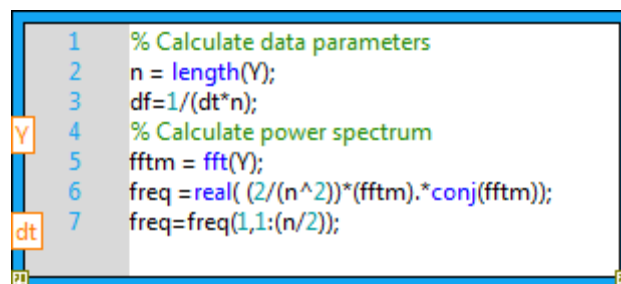 1 % Calculate data parameters
2 n = length(Y);
3 df=1/(dt*n);
4 % Calculate power spectrum
5 fftm = fft(Y);
6 freq =real( (2/(n^2))*(fftm).*conj(fftm));
7 freq=freq(1,1:(n/2));
Y
dt